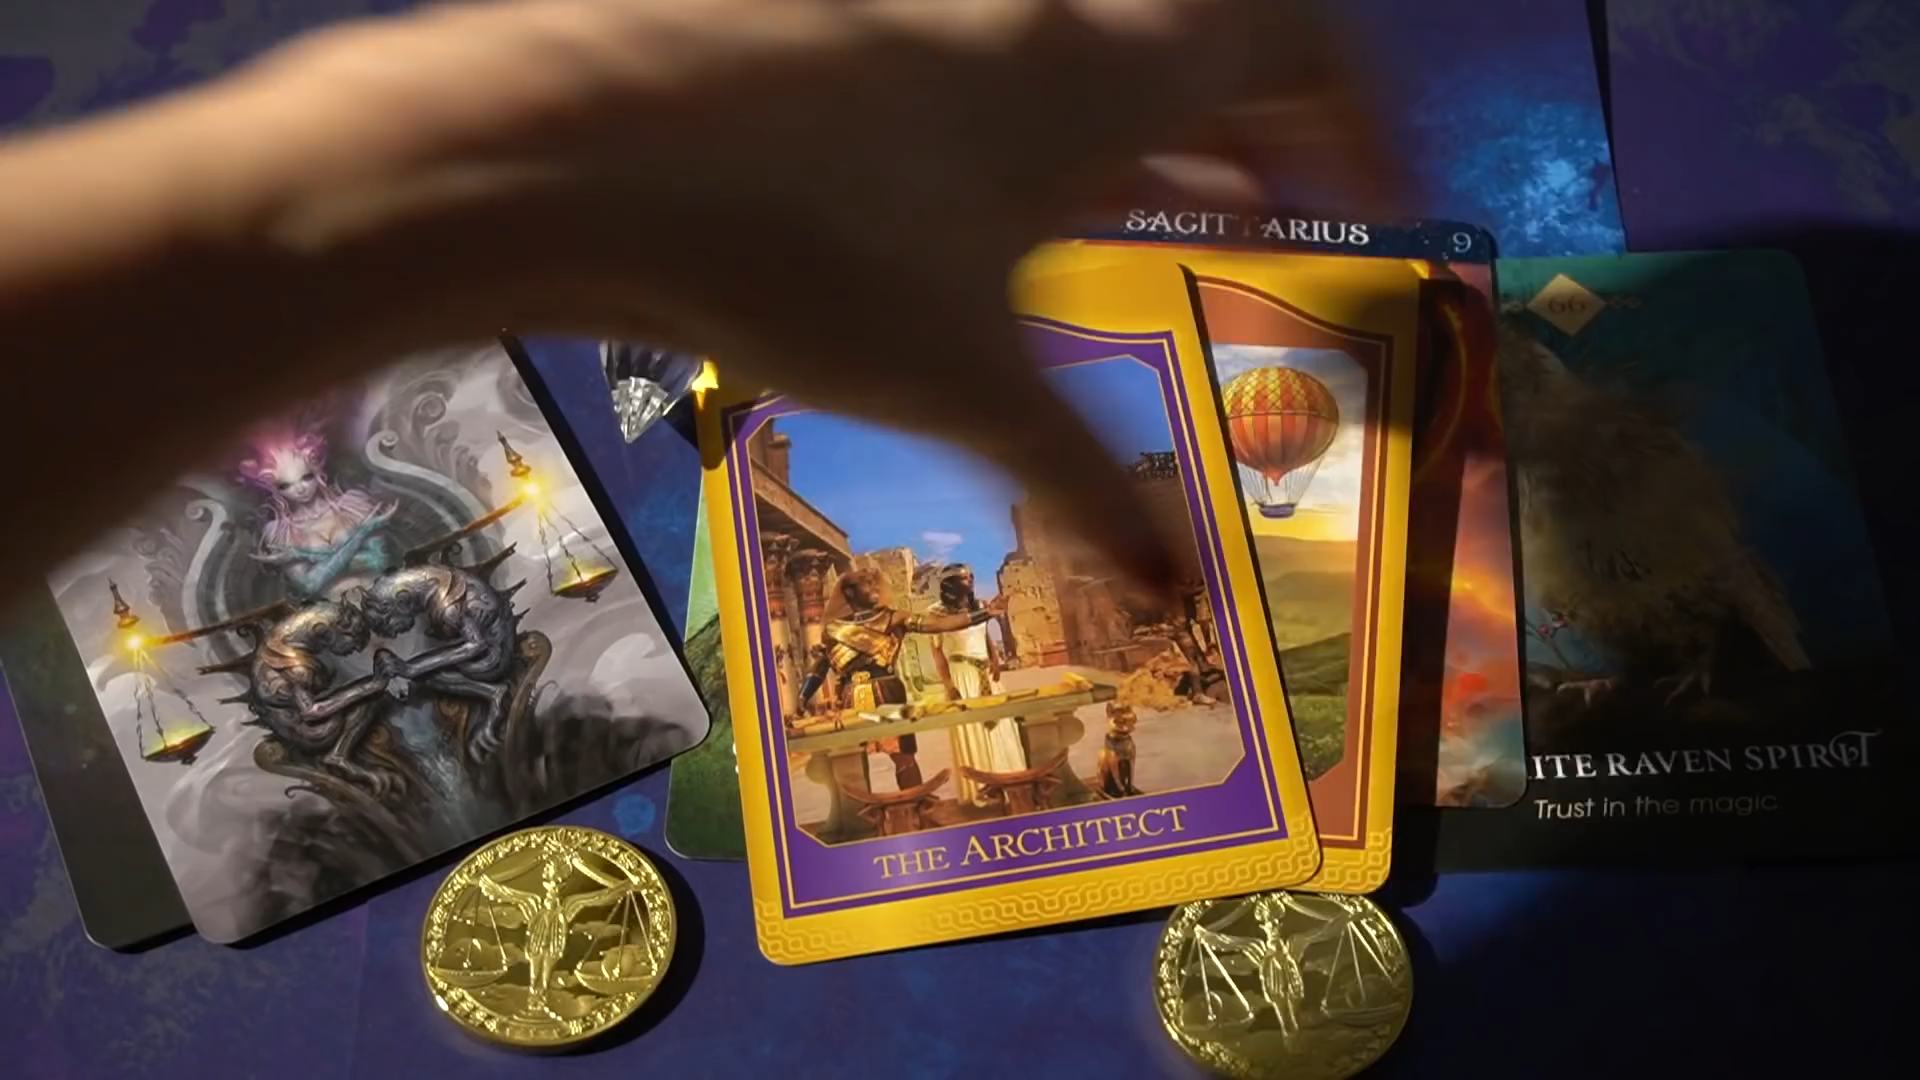 SAGITTARIUS
9
66
THE ARCHITECT
ITE RAVEN SPIRIT
Trust in the magic.